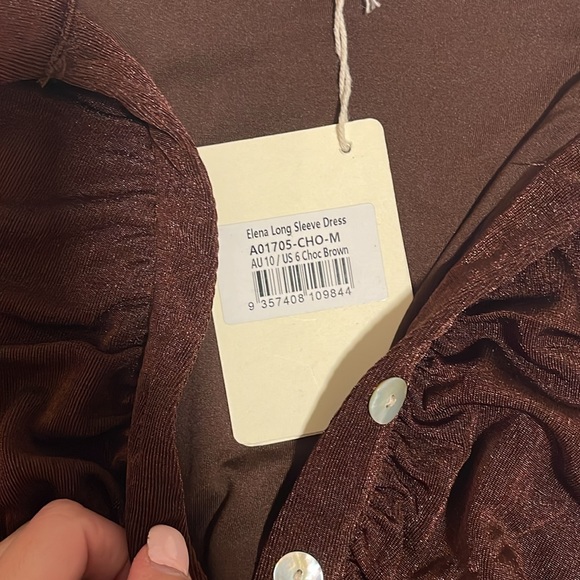 Elena Long Sleeve Dress
A01705-CHO-M
AU 10 / US 6 Choc Brown
9 357408 109844